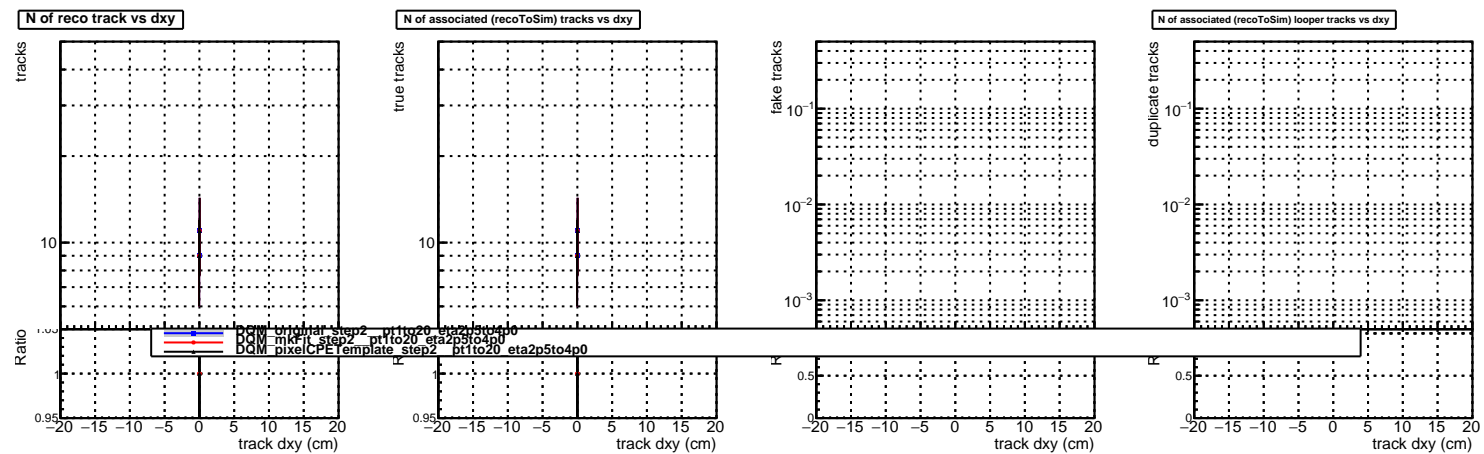 N of reco track vs dxy
tracks
10
Ratio
1
0.95
−20 −15 −10 −5 0 5 10 15 20
track dxy (cm)
N of associated (recoToSim) tracks vs dxy
true tracks
10
1
0.95
−20 −15 −10 −5 0 5 10 15 20
track dxy (cm)
fake tracks
10−1
10−2
10−3
0.5
0
−20 −15 −10 −5 0 5 10 15 20
track dxy (cm)
N of associated (recoToSim) looper tracks vs dxy
duplicate tracks
10−1
10−2
10−3
0.5
0
−20 −15 −10 −5 0 5 10 15 20
track dxy (cm)
DQM_original_step2__pt1to20_eta2p5to4p0
DQM_mkFit_step2__pt1to20_eta2p5to4p0
DQM_pixelCPETemplate_step2__pt1to20_eta2p5to4p0